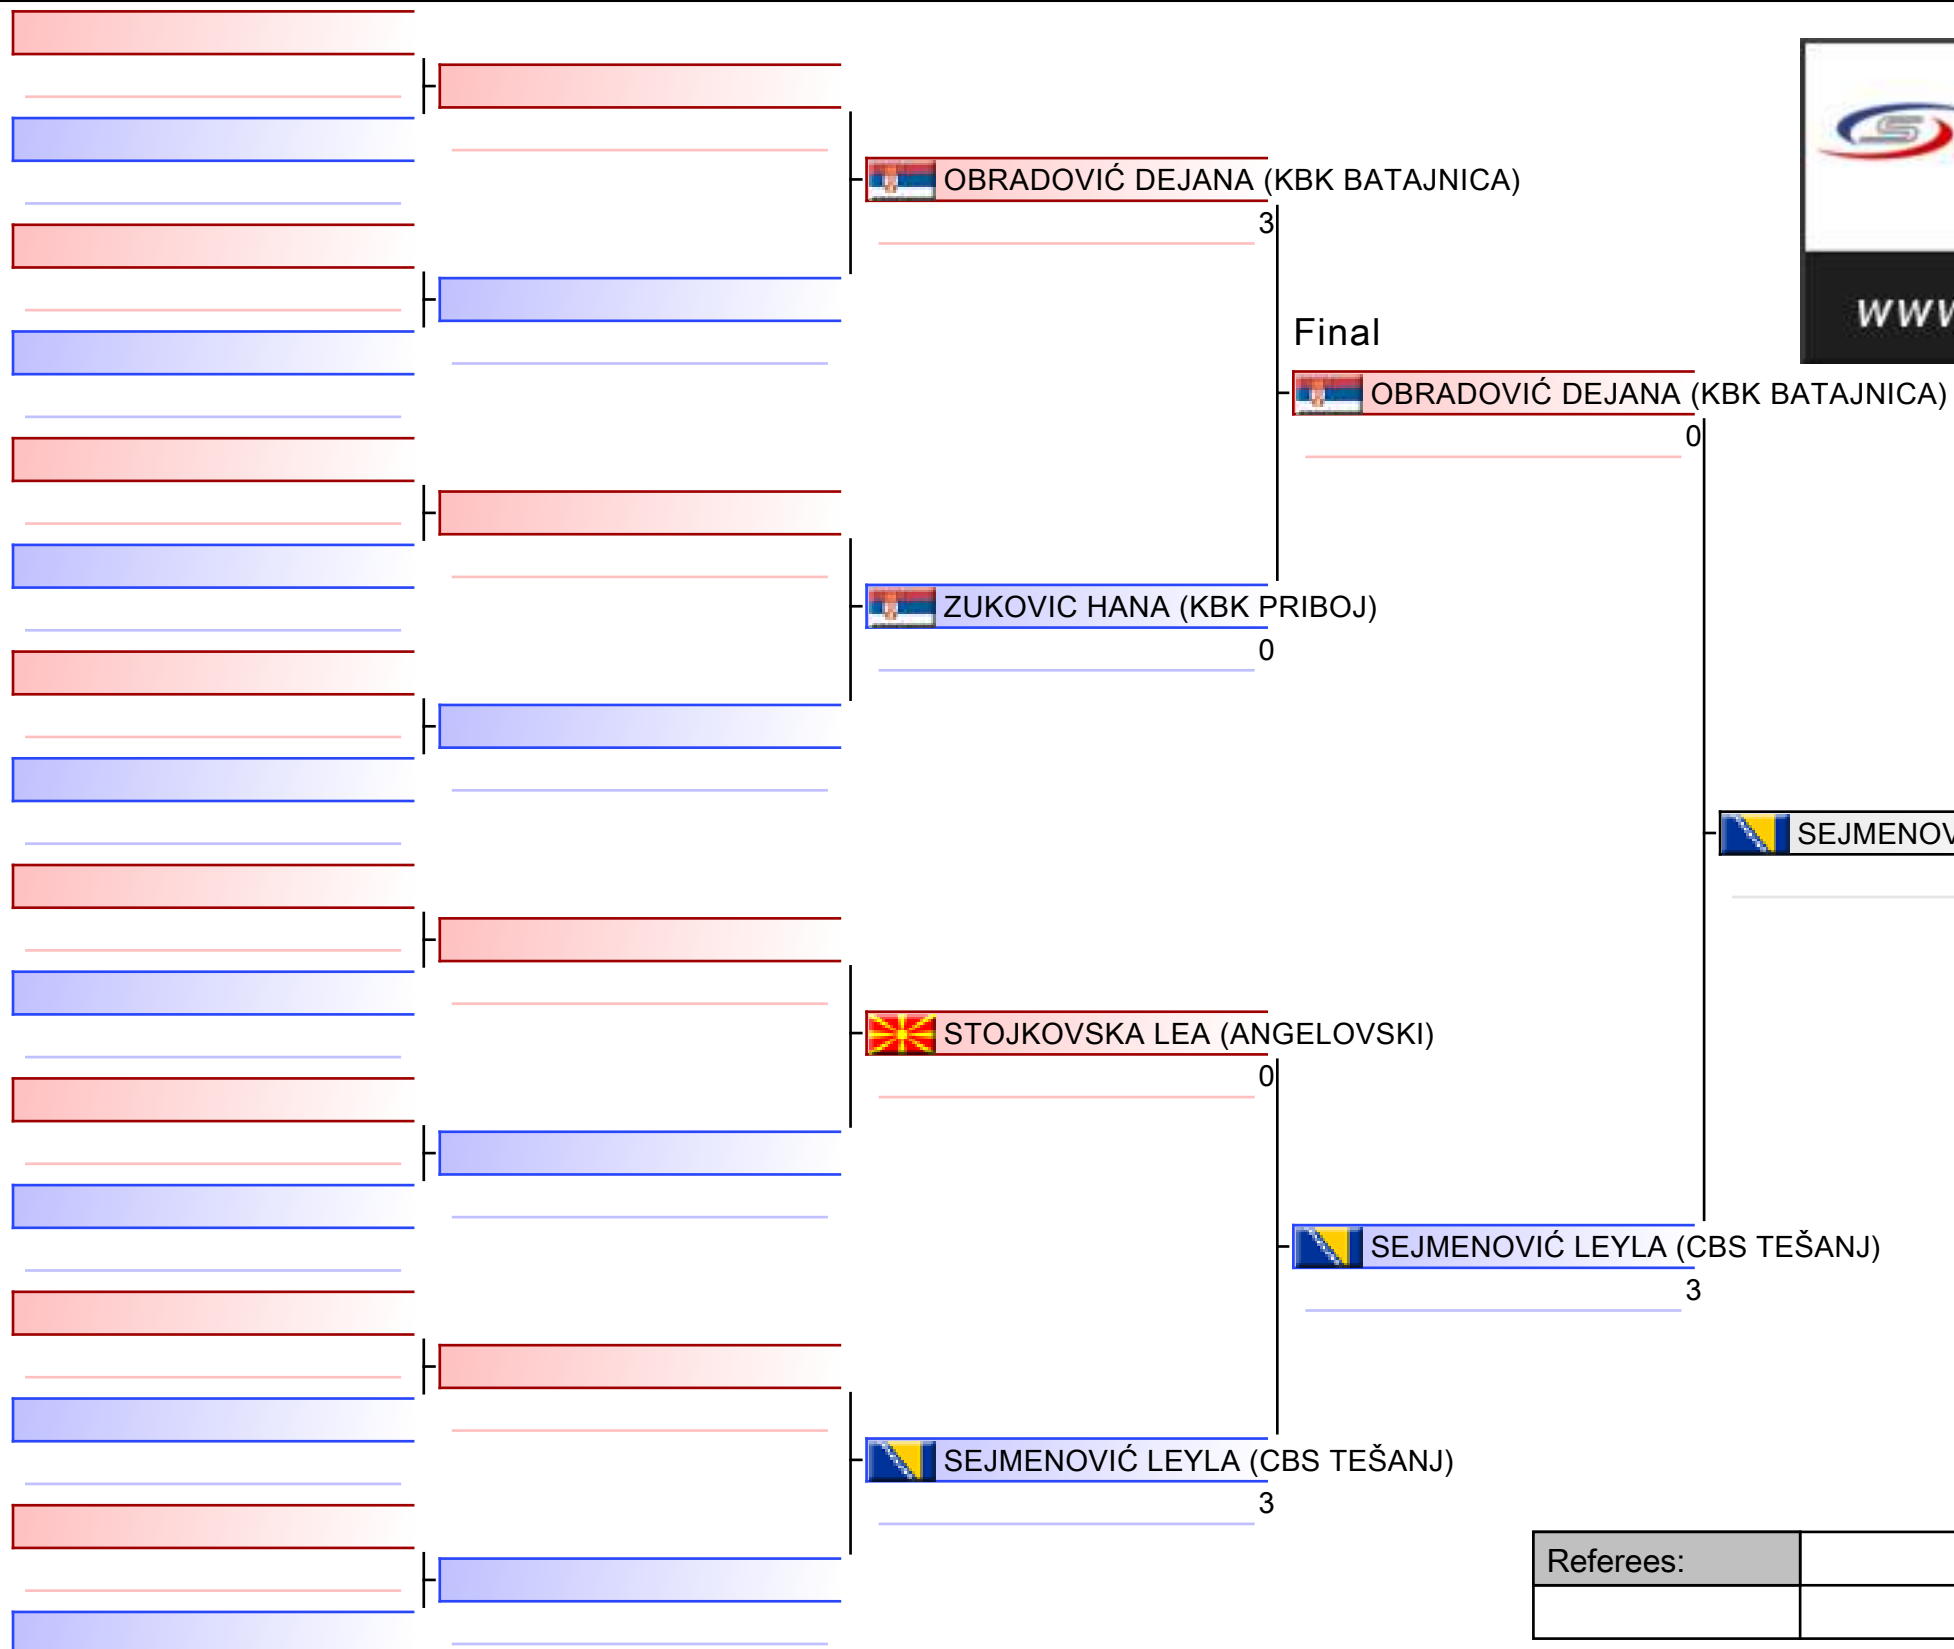 OBRADOVIĆ DEJANA (KBK BATAJNICA)
3
Final
OBRADOVIĆ DEJANA (KBK BATAJNICA)
0
ZUKOVIC HANA (KBK PRIBOJ)
0
STOJKOVSKA LEA (ANGELOVSKI)
0
SEJMENOVIĆ LEYLA (CBS TEŠANJ)
3
SEJMENOVIĆ LEYLA (CBS TEŠANJ)
3
Referees: